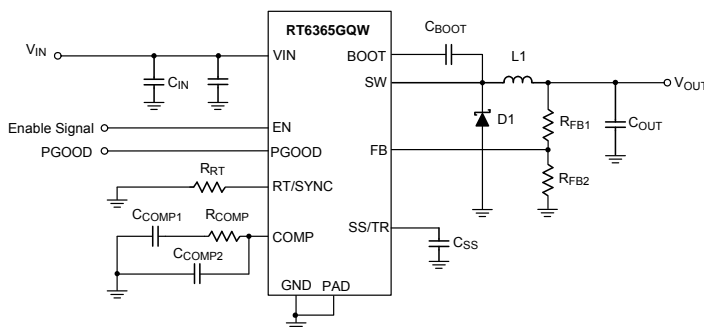 RT6365GQW
VIN
VIN
CIN
BOOT
CBOOT
L1
SW
VOUT
Enable Signal
EN
D1
RFB1
COUT
PGOOD
PGOOD
FB
RRT
RT/SYNC
RFB2
CCOMP1
RCOMP
COMP
SS/TR
CSS
CCOMP2
GND
PAD